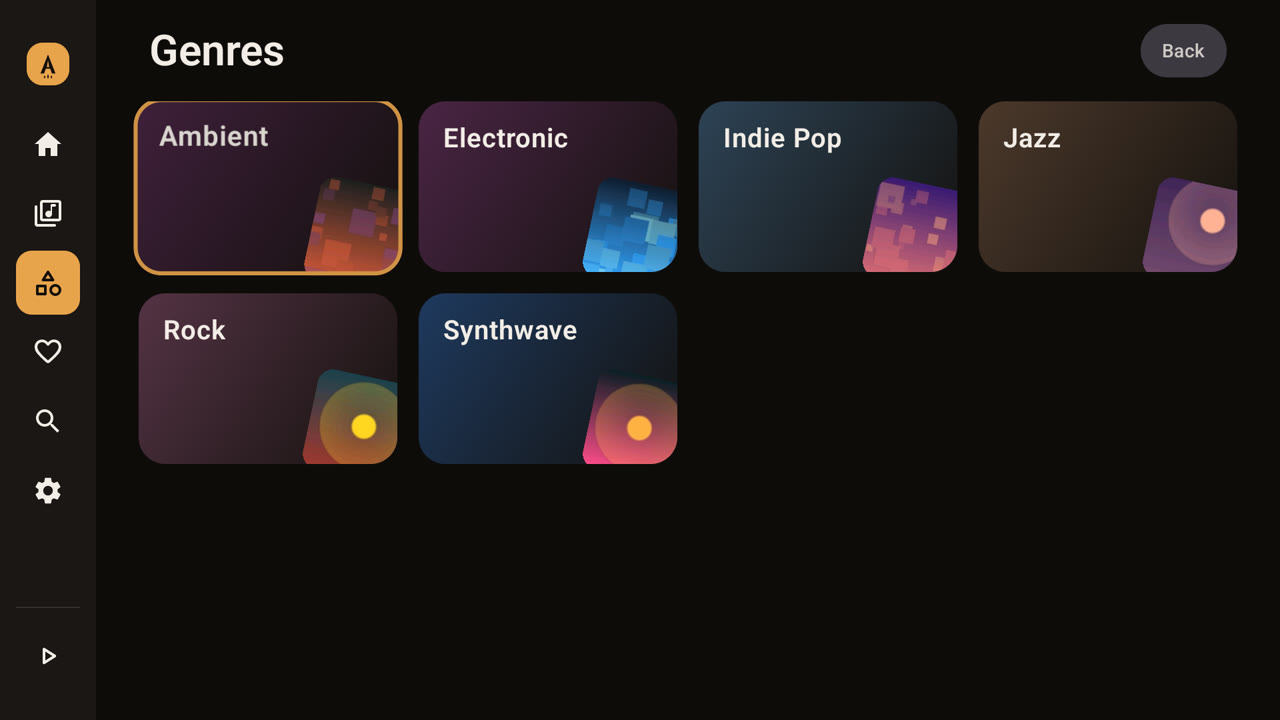 Genres
Back
Ambient
Electronic
Indie Pop
Jazz
Rock
Synthwave